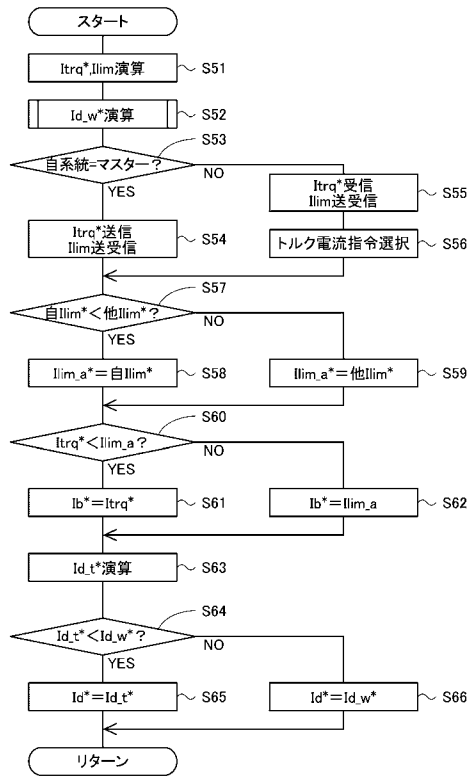 スタート
Itrq*,Ilim演算
S51
Id_w*演算
S52
S53
自系統=マスター？
NO
YES
Itrq*受信
Ilim送受信
S55
Itrq*送信
Ilim送受信
S54
トルク電流指令選択
S56
S57
自Ilim*＜他Ilim*？
NO
YES
Ilim_a*＝自Ilim*
S58
Ilim_a*＝他Ilim*
S59
S60
Itrq*＜Ilim_a？
NO
YES
Ib*＝Itrq*
S61
Ib*＝Ilim_a
S62
Id_t*演算
S63
S64
Id_t*＜Id_w*？
NO
YES
Id*＝Id_t*
S65
Id*＝Id_w*
S66
リターン